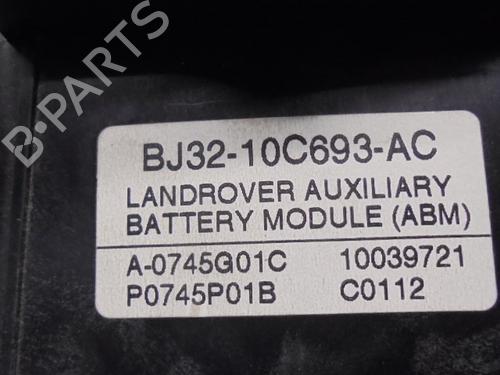 B-PARTS
BJ32-10C693-AC
LANDROVER AUXILIARY
BATTERY MODULE (ABM)
A-0745G01C 10039721
P0745P01B C0112